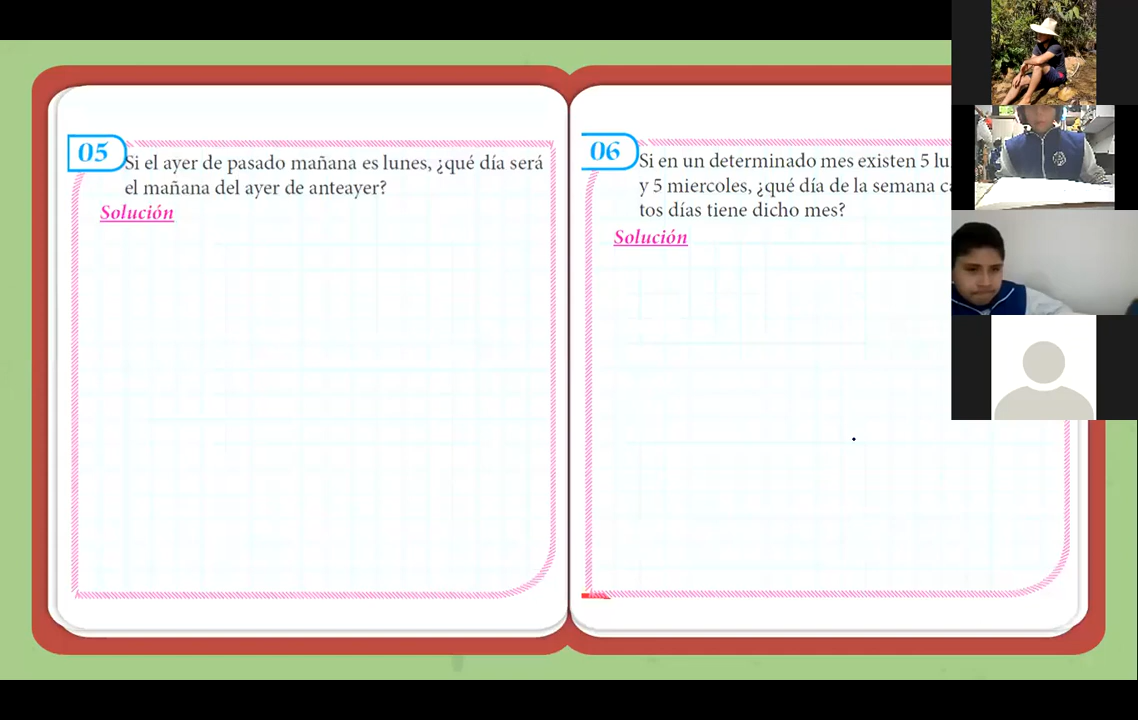 05
Si el ayer de pasado mañana es lunes, ¿qué día será
el mañana del ayer de anteayer?
Solución
06
Si en un determinado mes existen 5
y 5 miercoles, ¿qué día de la semana
tos días tiene dicho mes?
Solución